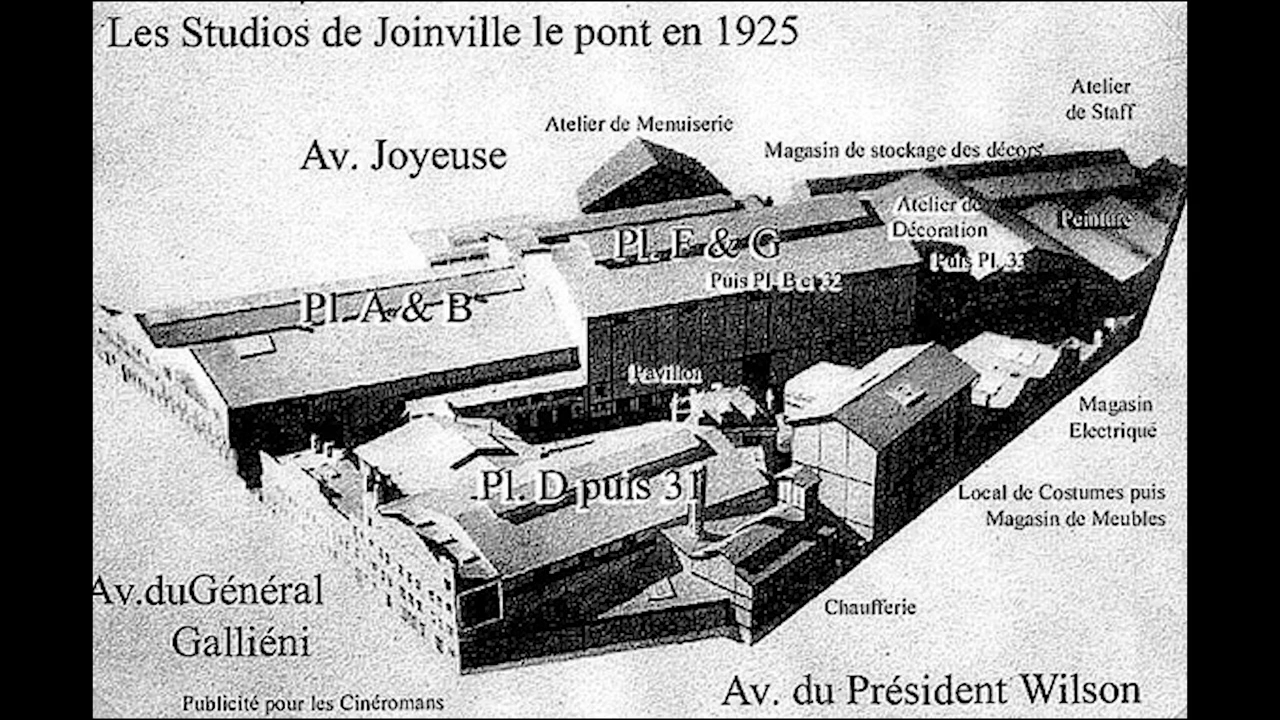 Les Studios de Joinville le pont en 1925
Atelier
de Staff
Atelier de Menuiserie
Av. Joyeuse
Magasin de stockage des décors
Atelier de
Décoration
Peinture
Pl. E & G
Puis Pl. 33
Puis Pl. B et 32
Pl. A & B
Pavillon
Magasin
Electrique
Pl. D puis 31
Local de Costumes puis
Magasin de Meubles
Av.duGénéral
Galliéni
Chaufferie
Publicité pour les Cinéromans
Av. du Président Wilson